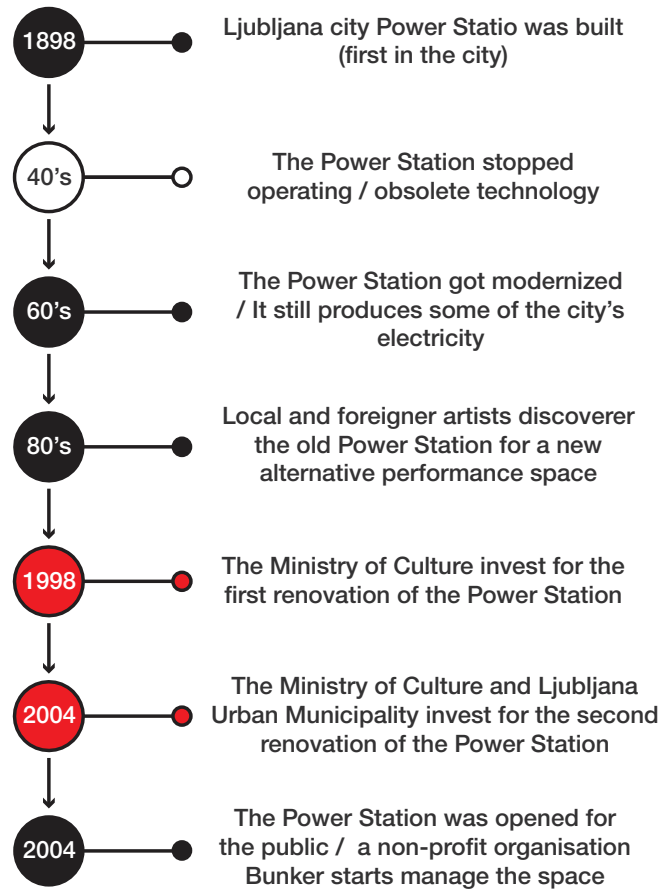 1898
Ljubljana city Power Statio was built
(first in the city)
40's
The Power Station stopped
operating / obsolete technology
60's
The Power Station got modernized
/ It still produces some of the city's
electricity
80's
Local and foreigner artists discoverer
the old Power Station for a new
alternative performance space
1998
The Ministry of Culture invest for the
first renovation of the Power Station
2004
The Ministry of Culture and Ljubljana
Urban Municipality invest for the second
renovation of the Power Station
2004
The Power Station was opened for
the public /  a non-profit organisation
Bunker starts manage the space